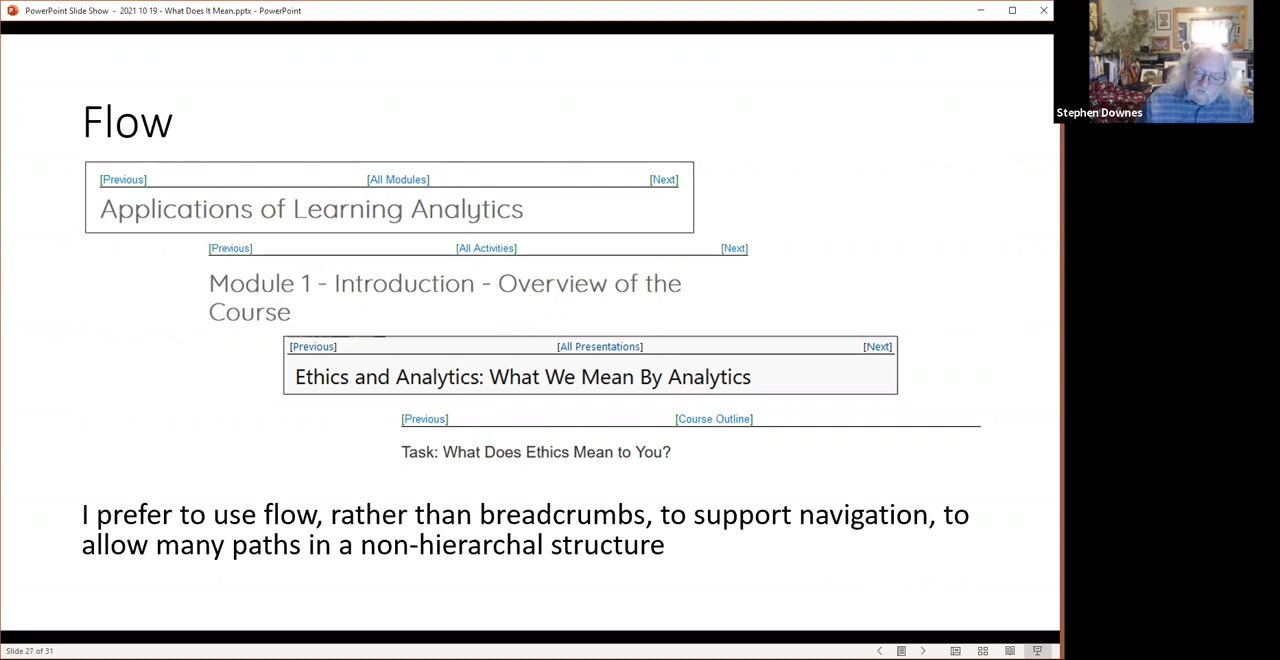 PowerPoint Slide Show - 2021 10 19 - What Does It Mean.pptx - PowerPoint
Stephen Downes
Flow
[Previous] [All Modules] [Next]
Applications of Learning Analytics
[Previous] [All Activities] [Next]
Module 1 - Introduction - Overview of the
Course
[Previous] [All Presentations] [Next]
Ethics and Analytics: What We Mean By Analytics
[Previous] [Course Outline]
Task: What Does Ethics Mean to You?
I prefer to use flow, rather than breadcrumbs, to support navigation, to
allow many paths in a non-hierarchal structure
Slide 27 of 31